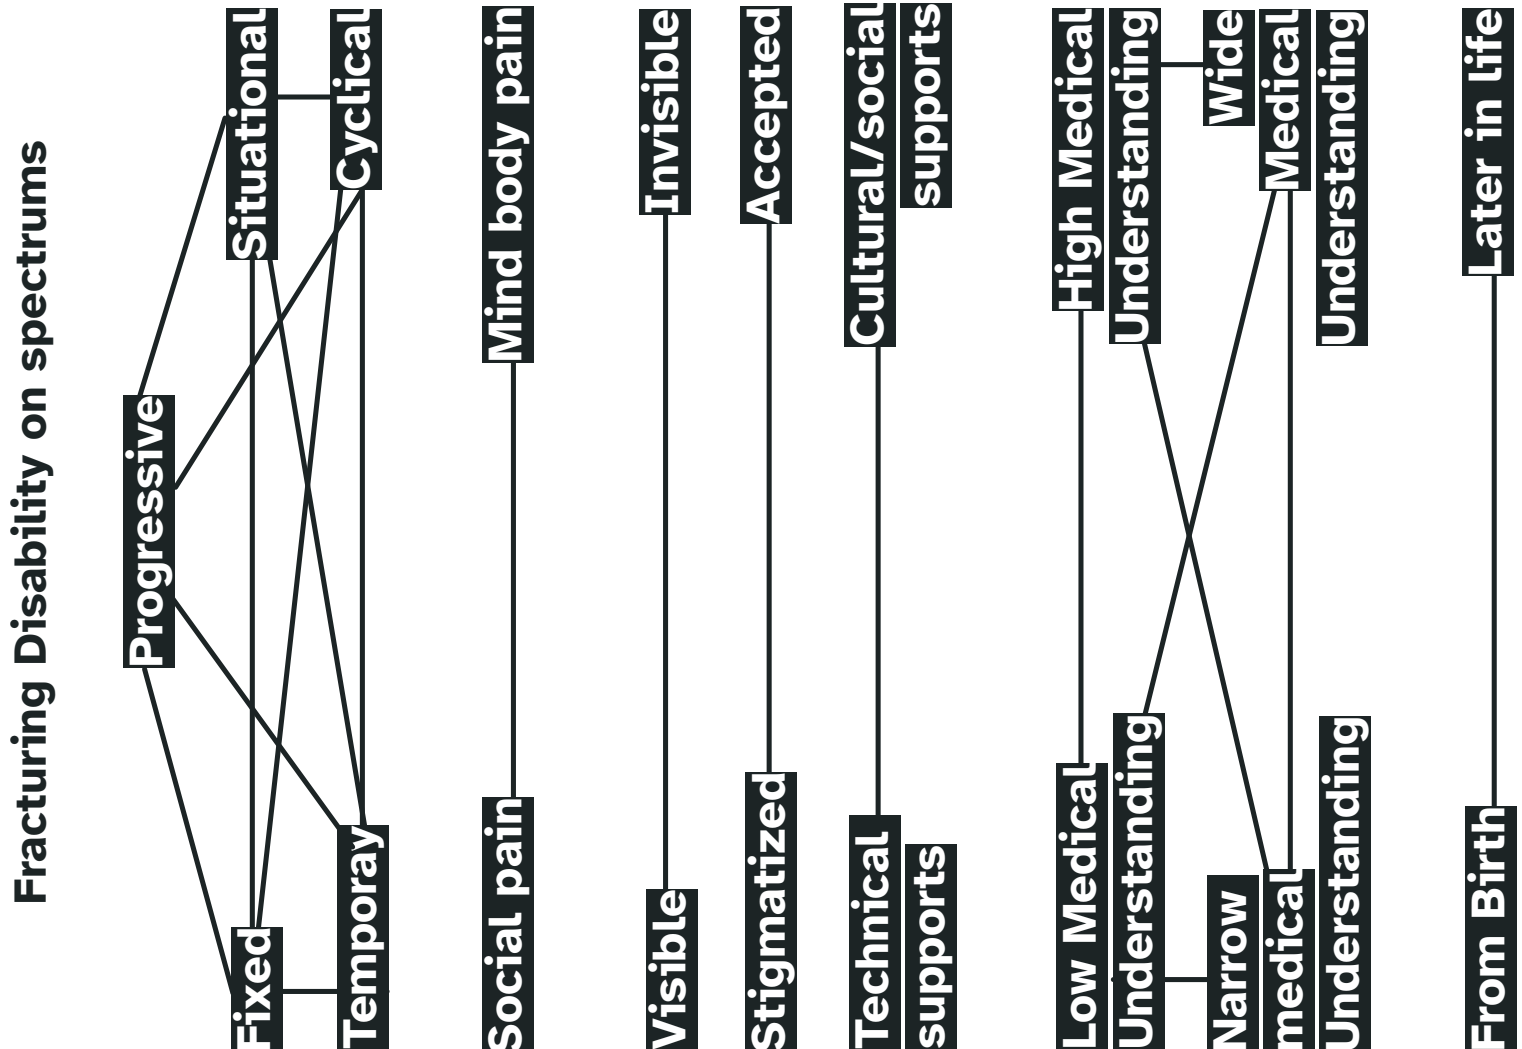 Fracturing Disability on spectrums
Progressive
Fixed
Situational
Temporay
Cyclical
Social pain
Mind body pain
Visible
Invisible
Stigmatized
Accepted
Technical
supports
Cultural/social
supports
Low Medical
Understanding
High Medical
Understanding
Narrow
medical
Understanding
Wide
Medical
Understanding
From Birth
Later in life